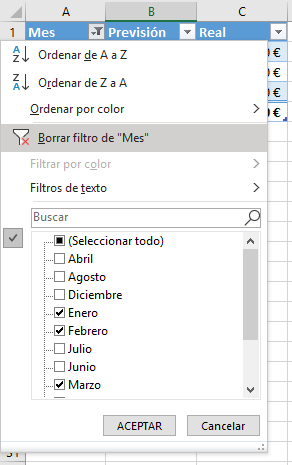 A B C
1 Mes Previsión Real
Ordenar de A a Z
Ordenar de Z a A
Ordenar por color
Borrar filtro de "Mes"
Filtrar por color
Filtros de texto
Buscar
(Seleccionar todo)
Abril
Agosto
Diciembre
Enero
Febrero
Julio
Junio
Marzo
ACEPTAR Cancelar